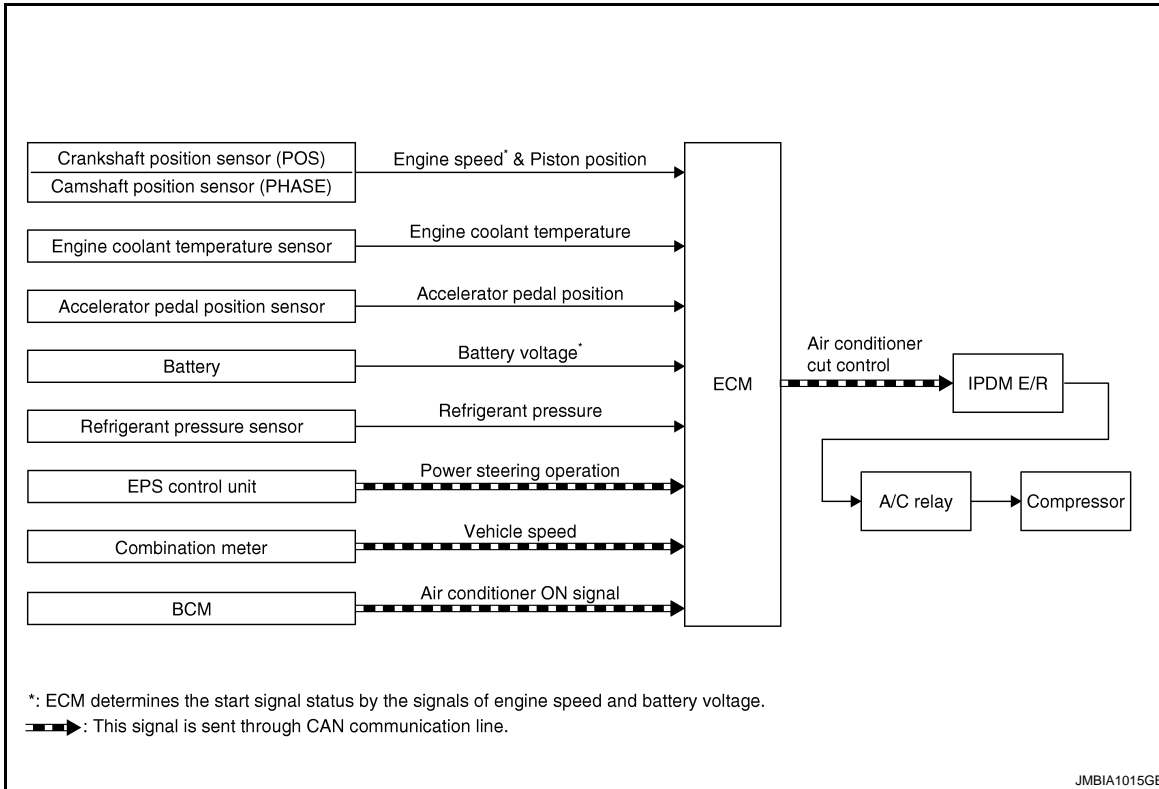 Crankshaft position sensor (POS)
Camshaft position sensor (PHASE)
Engine speed* & Piston position
Engine coolant temperature sensor
Engine coolant temperature
Accelerator pedal position sensor
Accelerator pedal position
Battery
Battery voltage*
Refrigerant pressure sensor
Refrigerant pressure
EPS control unit
Power steering operation
Combination meter
Vehicle speed
BCM
Air conditioner ON signal
ECM
Air conditioner
cut control
IPDM E/R
A/C relay
Compressor
*: ECM determines the start signal status by the signals of engine speed and battery voltage.
: This signal is sent through CAN communication line.
JMBIA1015GB